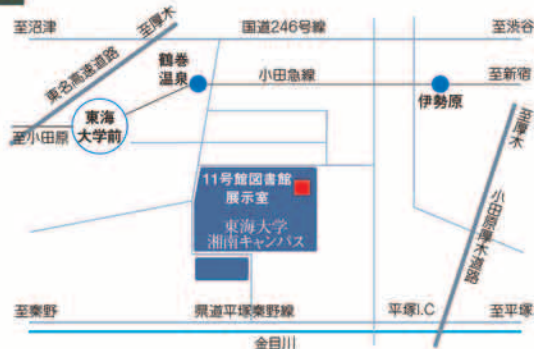 至沼津
至厚木
国道246号線
至渋谷
東名高速道路
鶴巻
温泉
小田急線
至新宿
伊勢原
東海
大学前
至小田原
至厚木
11号館図書館
展示室
東海大学
湘南キャンパス
小田原厚木道路
至秦野
県道平塚秦野線
平塚I.C
至平塚
金目川